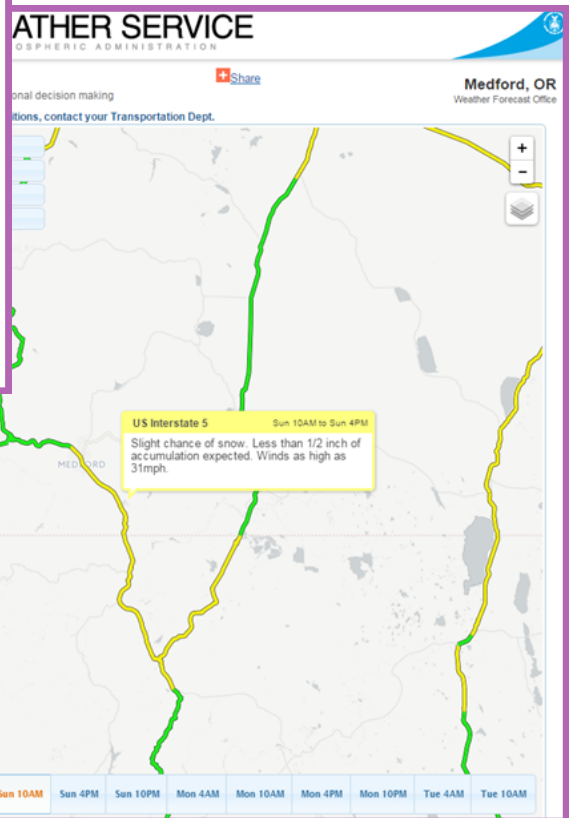 ATHER SERVICE
OSPHERIC ADMINISTRATION
Share
Medford, OR
onal decision making
Weather Forecast Office
itions, contact your Transportation Dept.
+
−
US Interstate 5 Sun 10AM to Sun 4PM
Slight chance of snow. Less than 1/2 inch of
accumulation expected. Winds as high as
31mph.
MEDFORD
Sun 10AM Sun 4PM Sun 10PM Mon 4AM Mon 10AM Mon 4PM Mon 10PM Tue 4AM Tue 10AM